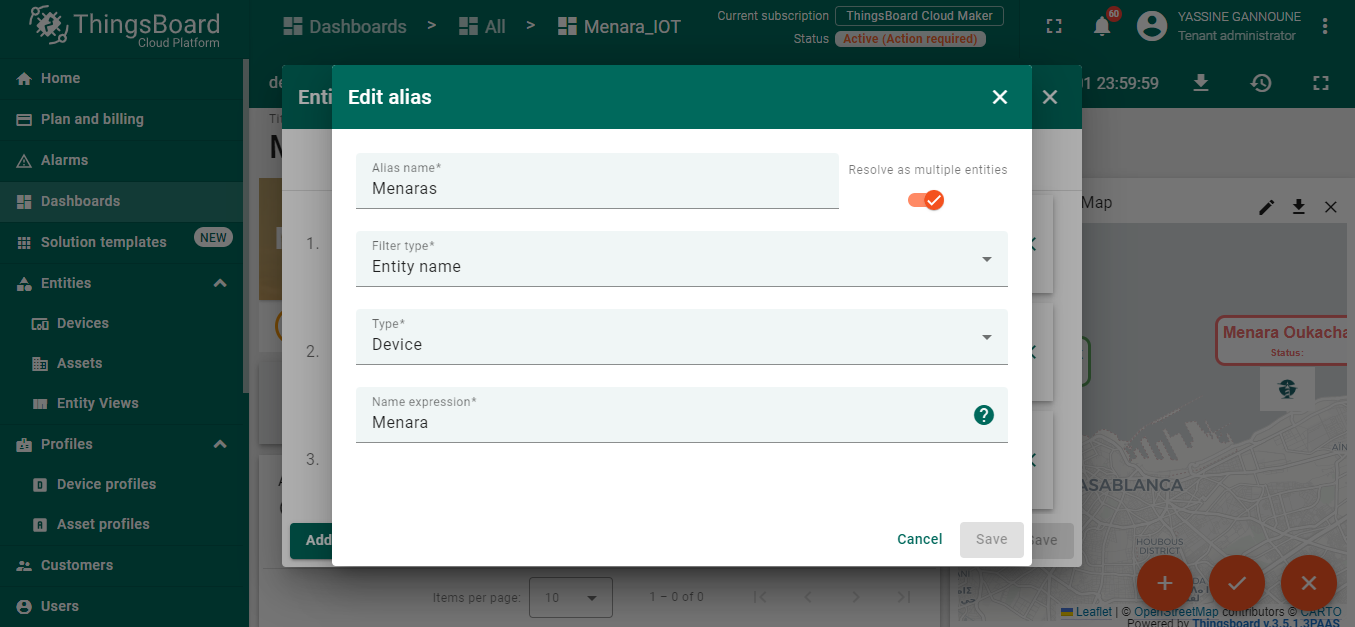 ThingsBoard
Cloud Platform
Dashboards > All > Menara_IOT
Current subscription ThingsBoard Cloud Maker
Status Active (Action required)
60
YASSINE GANNOUNE
Tenant administrator
Home
Plan and billing
Alarms
Dashboards
Solution templates NEW
Entities
Devices
Assets
Entity Views
Profiles
Device profiles
Asset profiles
Customers
Users
de
01 23:59:59
Enti
Edit alias
Alias name*
Menaras
Resolve as multiple entities
Filter type*
Entity name
Type*
Device
Name expression*
Menara
?
Cancel
Save
1.
2.
3.
Add
Save
Map
Menara Oukacha
Status:
ASABLANCA
HOUBOUS
DISTRICT
Items per page: 10 1 – 0 of 0
Leaflet | © OpenStreetMap contributors © CARTO
Powered by Thingsboard v.3.5.1.3PAAS